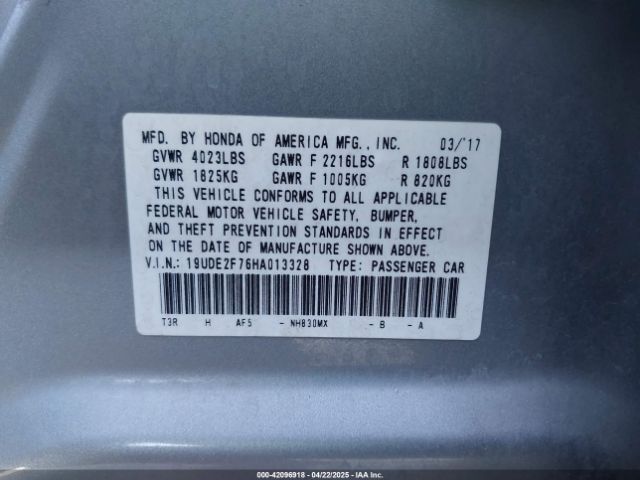 MFD. BY HONDA OF AMERICA MFG., INC. 03/'17
GVWR 4023LBS GAWR F 2216LBS R 1808LBS
GVWR 1825KG GAWR F 1005KG R 820KG
THIS VEHICLE CONFORMS TO ALL APPLICABLE
FEDERAL MOTOR VEHICLE SAFETY, BUMPER,
AND THEFT PREVENTION STANDARDS IN EFFECT
ON THE DATE OF MANUFACTURE SHOWN ABOVE.
V.I.N.: 19UDE2F76HA013328 TYPE: PASSENGER CAR
T3R H AF5 - NH830MX - B - A
000-42096918 - 04/22/2025 - IAA Inc.